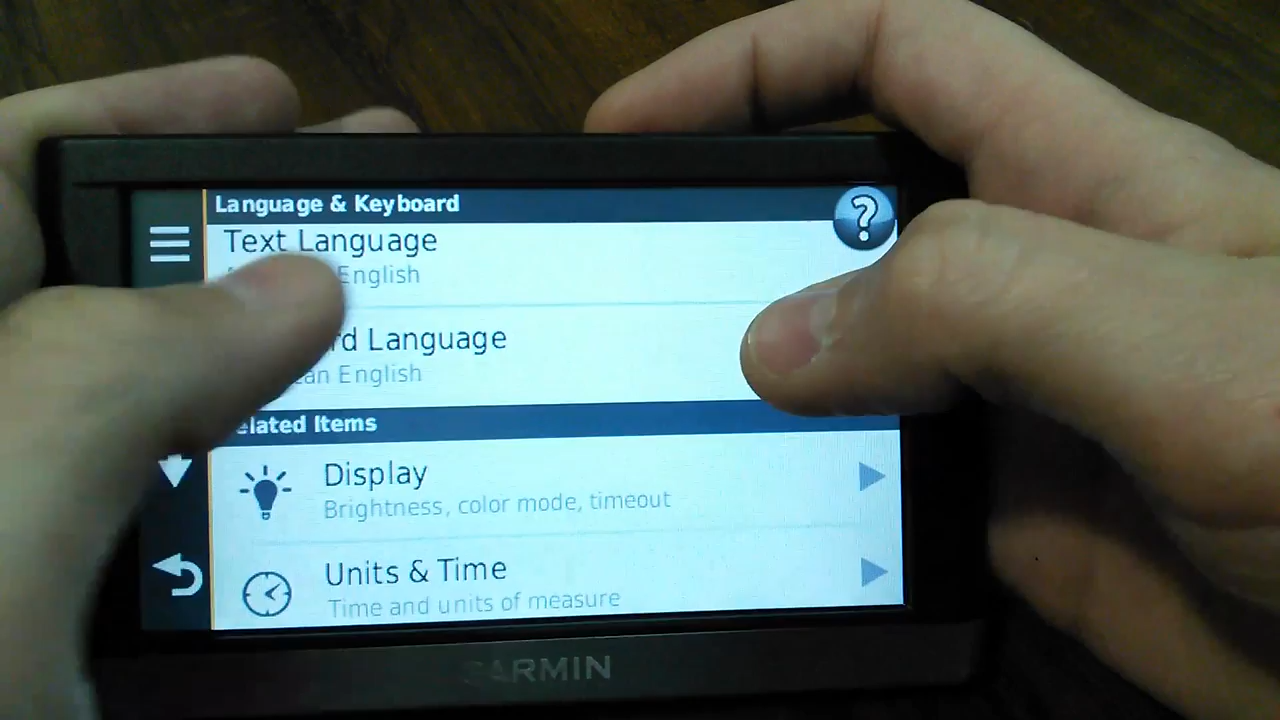 Language & Keyboard
?
Text Language
English
rd Language
an English
elated Items
Display
Brightness, color mode, timeout
Units & Time
Time and units of measure
GARMIN